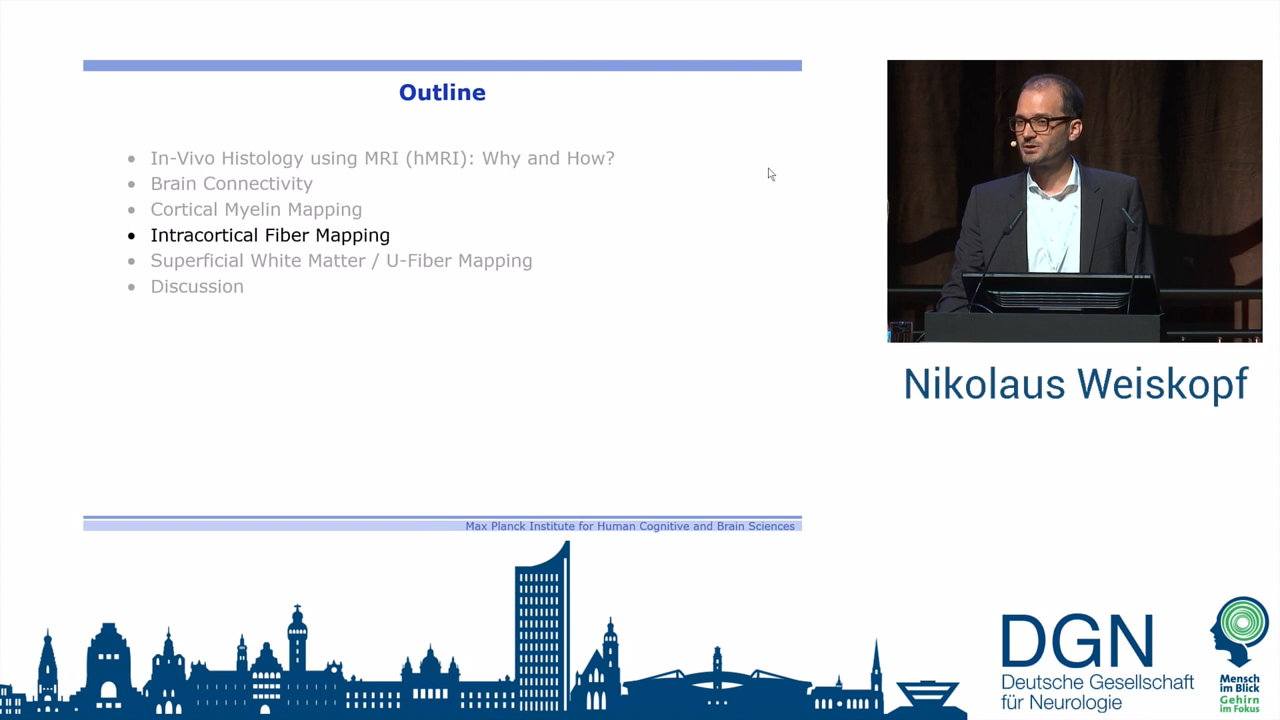 Outline
In-Vivo Histology using MRI (hMRI): Why and How?
Brain Connectivity
Cortical Myelin Mapping
Intracortical Fiber Mapping
Superficial White Matter / U-Fiber Mapping
Discussion
Max Planck Institute for Human Cognitive and Brain Sciences
Nikolaus Weiskopf
DGN
Deutsche Gesellschaft
für Neurologie
Mensch
im Blick
Gehirn
im Fokus